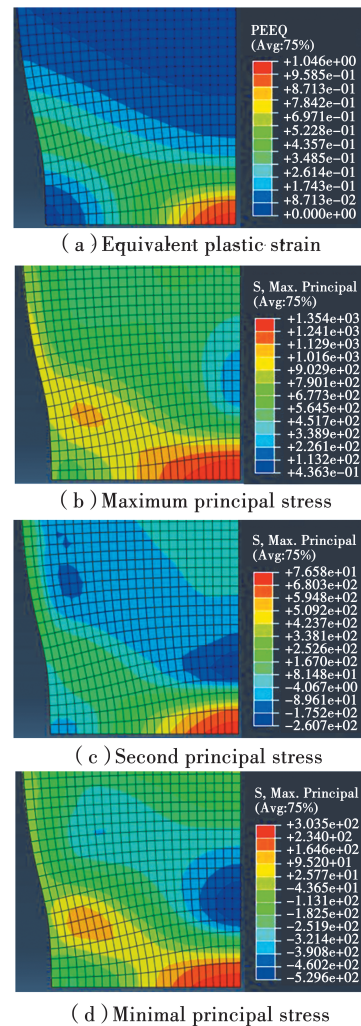 PEEQ
(Avg:75%)
+1.046e+00
+9.585e-01
+8.713e-01
+7.842e-01
+6.971e-01
+5.228e-01
+4.357e-01
+3.485e-01
+2.614e-01
+1.743e-01
+8.713e-02
+0.000e+00
(a)Equivalent plastic strain
S, Max. Principal
(Avg:75%)
+1.354e+03
+1.241e+03
+1.129e+03
+1.016e+03
+9.029e+02
+7.901e+02
+6.773e+02
+5.645e+02
+4.517e+02
+3.389e+02
+2.261e+02
+1.132e+02
+4.363e-01
(b)Maximum principal stress
S, Max. Principal
(Avg:75%)
+7.658e+01
+6.803e+02
+5.948e+02
+5.092e+02
+4.237e+02
+3.381e+02
+2.526e+02
+1.670e+02
+8.148e+01
-4.067e+00
-8.961e+01
-1.752e+02
-2.607e+02
(c)Second principal stress
S, Max. Principal
(Avg:75%)
+3.035e+02
+2.340+02
+1.646e+02
+9.520e+01
+2.577e+01
-4.365e+01
-1.131e+02
-1.825e+02
-2.519e+02
-3.214e+02
-3.908e+02
-4.602e+02
-5.296e+02
(d)Minimal principal stress